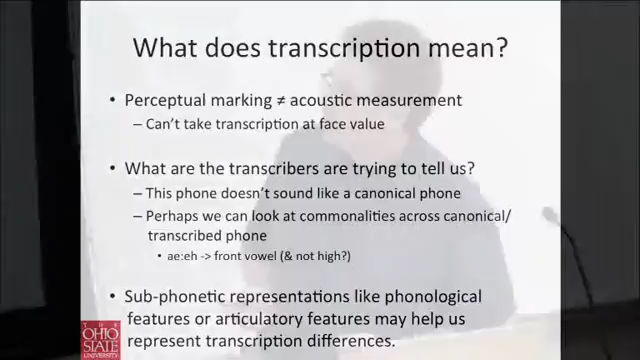 What does transcription mean?
• Perceptual marking ≠ acoustic measurement
– Can't take transcription at face value
• What are the transcribers are trying to tell us?
– This phone doesn't sound like a canonical phone
– Perhaps we can look at commonalities across canonical/
transcribed phone
• ae:eh -> front vowel (& not high?)
• Sub-phonetic representations like phonological
features or articulatory features may help us
represent transcription differences.
THE
OHIO
STATE
UNIVERSITY